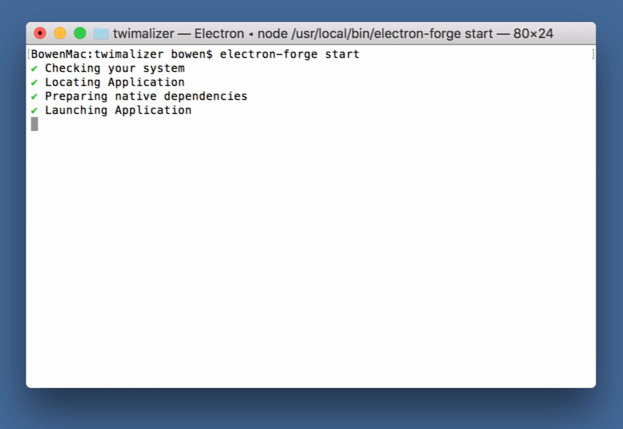 twimalizer — Electron ◂ node /usr/local/bin/electron-forge start — 80×24
[BowenMac:twimalizer bowen$ electron-forge start ]
✔ Checking your system
✔ Locating Application
✔ Preparing native dependencies
✔ Launching Application